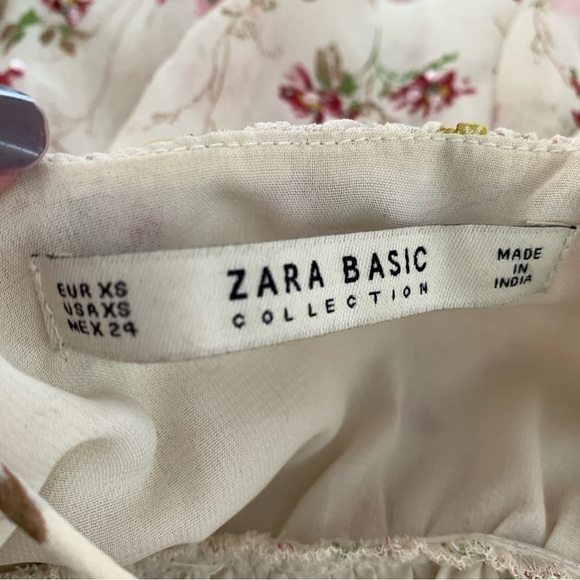 EUR XS
USA XS
MEX 24
ZARA BASIC
COLLECTION
MADE
IN
INDIA